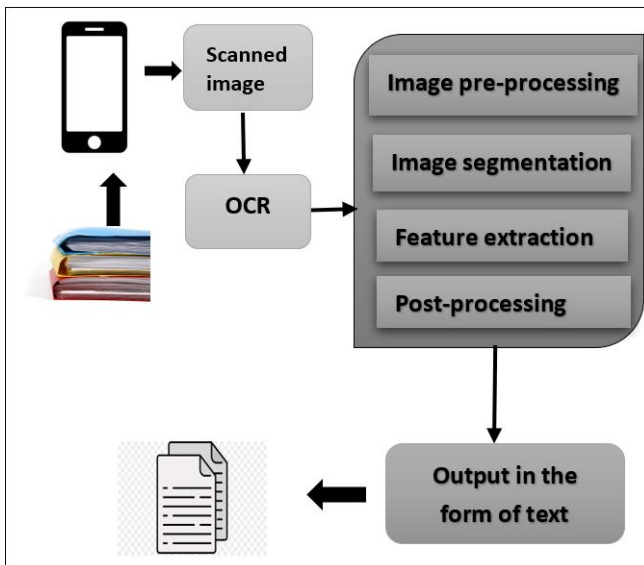 Scanned
image
OCR
Image pre-processing
Image segmentation
Feature extraction
Post-processing
Output in the
form of text